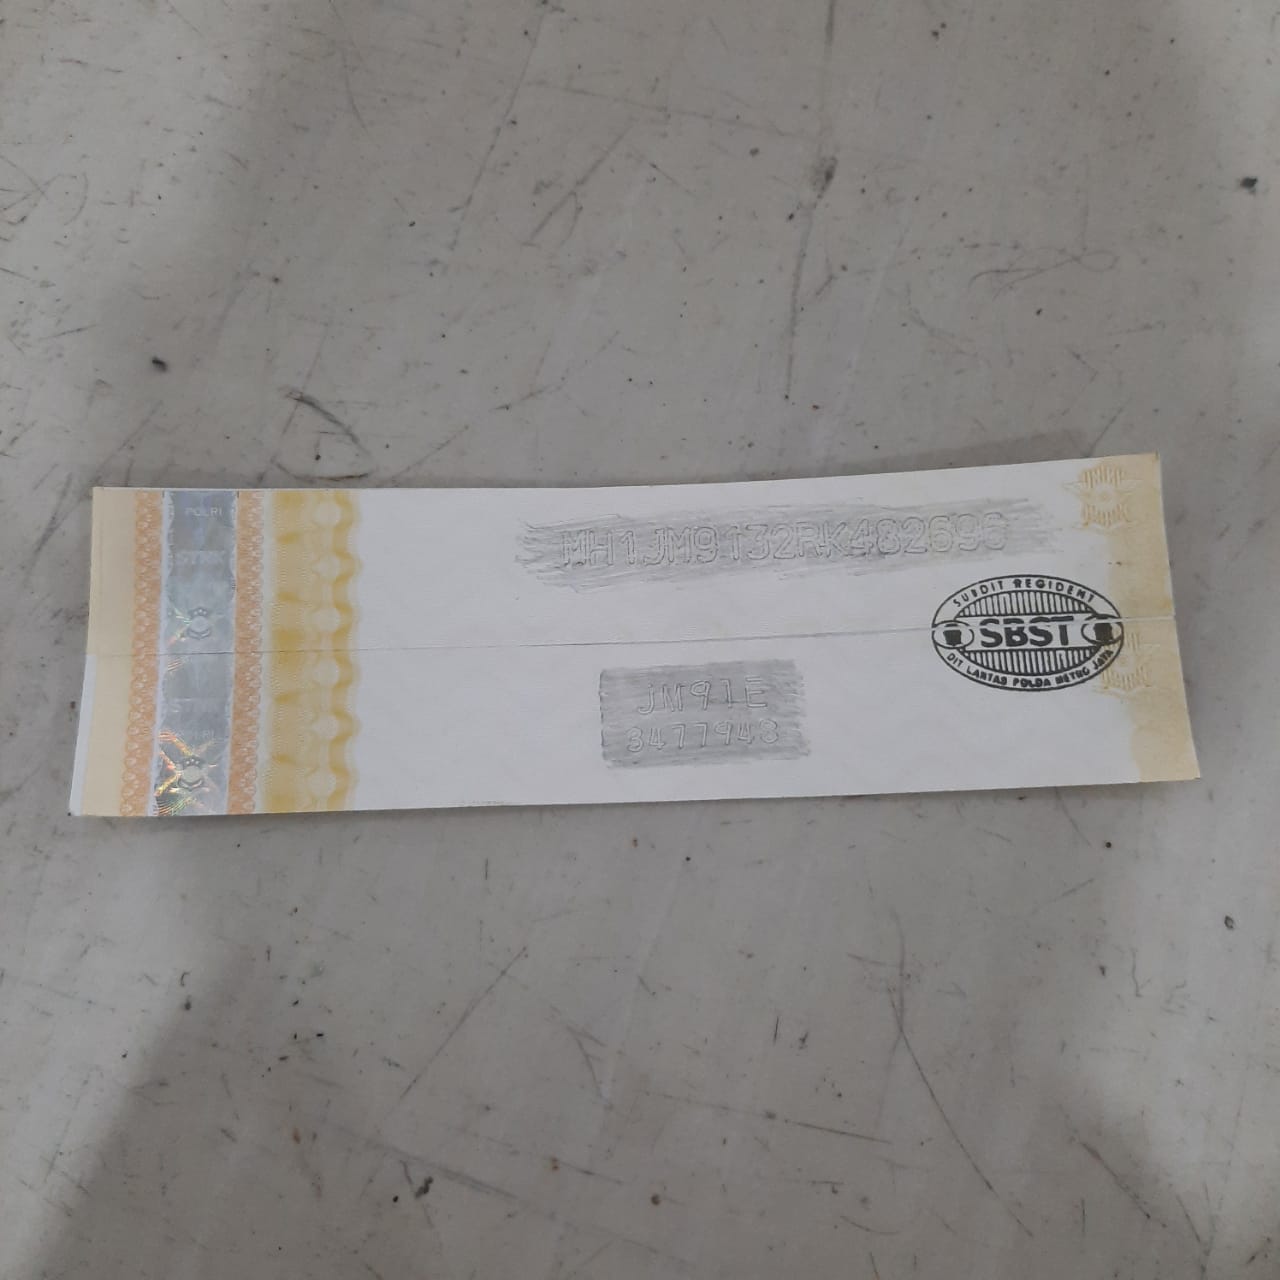 POLRI
STNK
MH1JM9132RK482696
SUBDIT REGIDENT
SBST
DIT LANTAS POLDA METRO JAYA
JM91E
3477948
STNK
POLRI